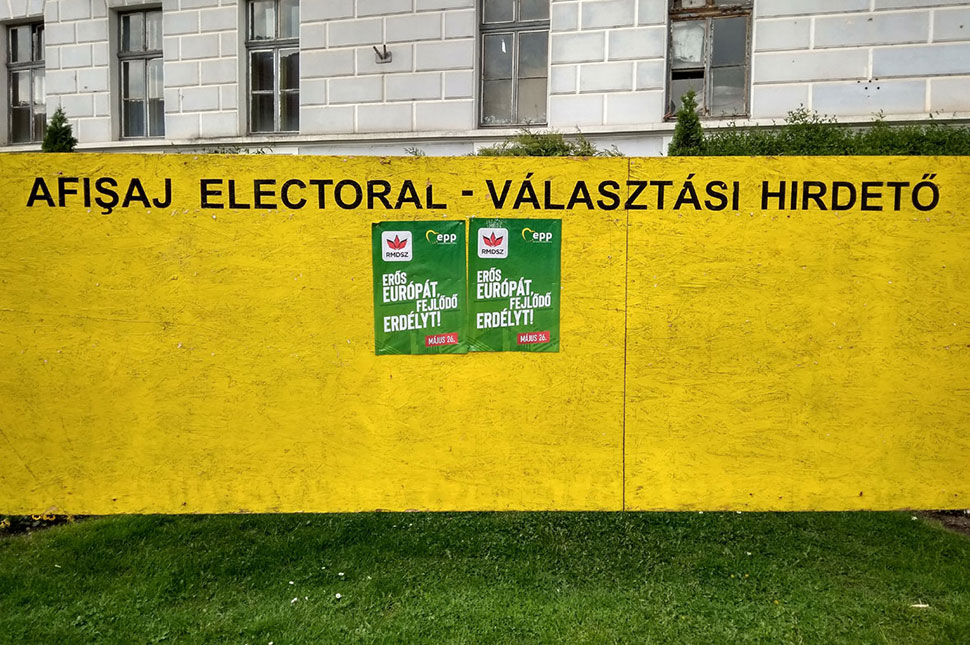 AFIŞAJ ELECTORAL - VÁLASZTÁSI HIRDETŐ
RMDSZ
epp
ERŐS
EURÓPÁT,
FEJLŐDŐ
ERDÉLYT!
MÁJUS 26.
RMDSZ
epp
ERŐS
EURÓPÁT,
FEJLŐDŐ
ERDÉLYT!
MÁJUS 26.